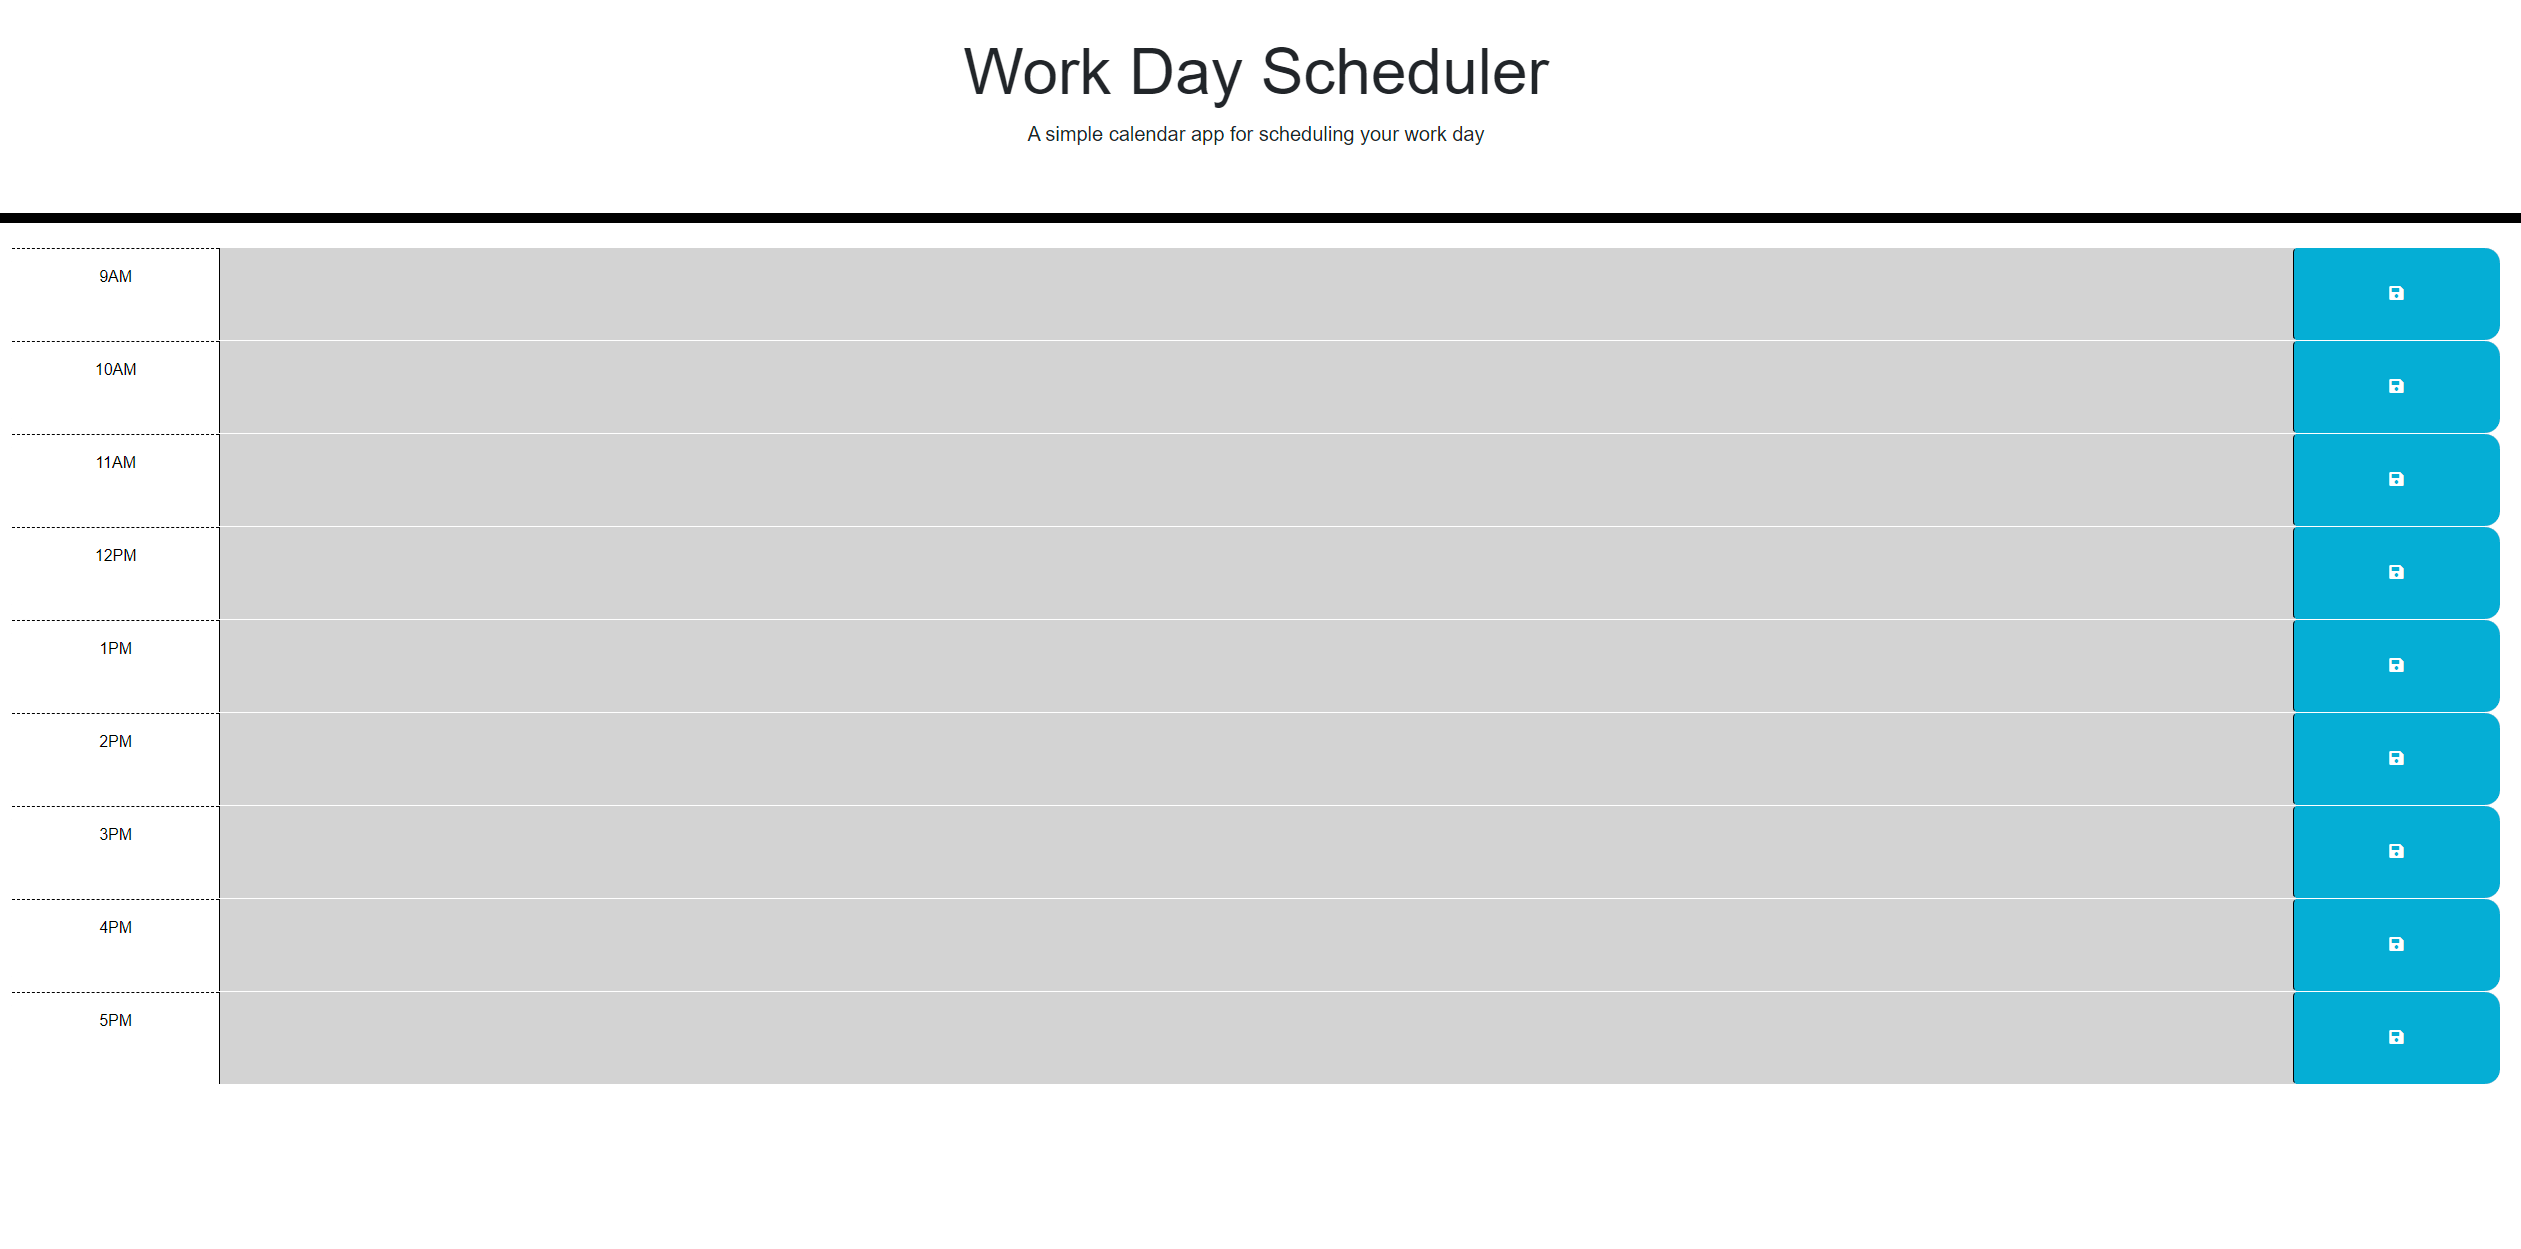 Work Day Scheduler
A simple calendar app for scheduling your work day
9AM
10AM
11AM
12PM
1PM
2PM
3PM
4PM
5PM